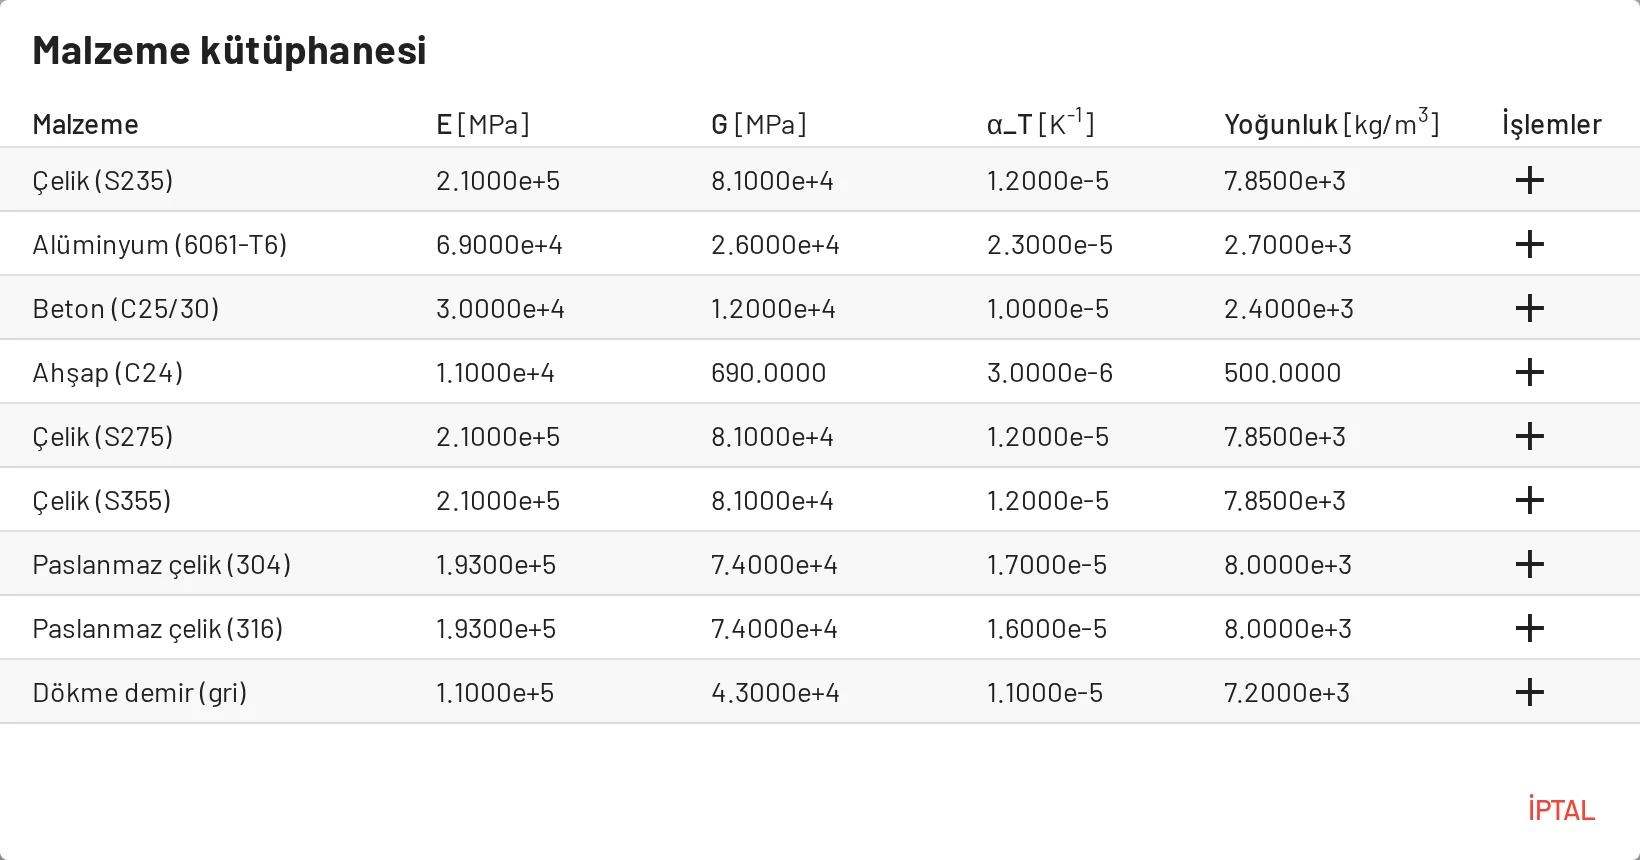 Malzeme kütüphanesi
Malzeme E [MPa] G [MPa] α_T [K⁻¹] Yoğunluk [kg/m³] İşlemler
Çelik (S235) 2.1000e+5 8.1000e+4 1.2000e-5 7.8500e+3 +
Alüminyum (6061-T6) 6.9000e+4 2.6000e+4 2.3000e-5 2.7000e+3 +
Beton (C25/30) 3.0000e+4 1.2000e+4 1.0000e-5 2.4000e+3 +
Ahşap (C24) 1.1000e+4 690.0000 3.0000e-6 500.0000 +
Çelik (S275) 2.1000e+5 8.1000e+4 1.2000e-5 7.8500e+3 +
Çelik (S355) 2.1000e+5 8.1000e+4 1.2000e-5 7.8500e+3 +
Paslanmaz çelik (304) 1.9300e+5 7.4000e+4 1.7000e-5 8.0000e+3 +
Paslanmaz çelik (316) 1.9300e+5 7.4000e+4 1.6000e-5 8.0000e+3 +
Dökme demir (gri) 1.1000e+5 4.3000e+4 1.1000e-5 7.2000e+3 +
İPTAL